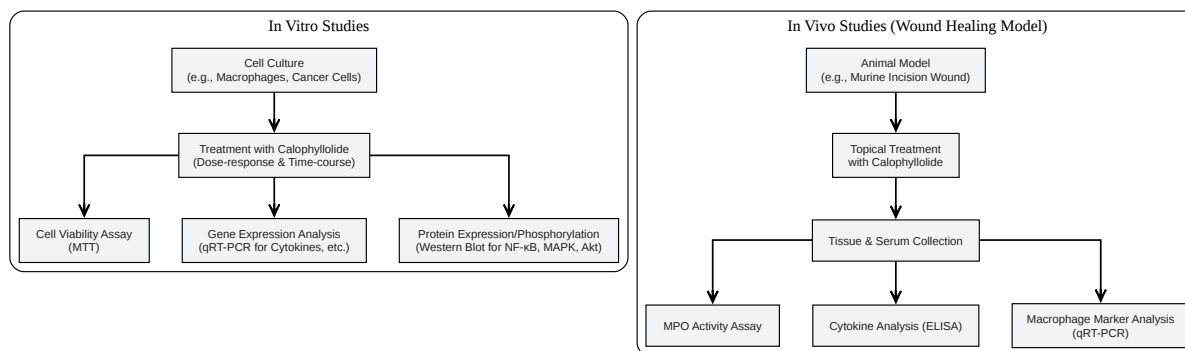 In Vitro Studies
Cell Culture
(e.g., Macrophages, Cancer Cells)
Treatment with Calophyllolide
(Dose-response & Time-course)
Cell Viability Assay
(MTT)
Gene Expression Analysis
(qRT-PCR for Cytokines, etc.)
Protein Expression/Phosphorylation
(Western Blot for NF-κB, MAPK, Akt)
In Vivo Studies (Wound Healing Model)
Animal Model
(e.g., Murine Incision Wound)
Topical Treatment
with Calophyllolide
Tissue & Serum Collection
MPO Activity Assay
Cytokine Analysis (ELISA)
Macrophage Marker Analysis
(qRT-PCR)